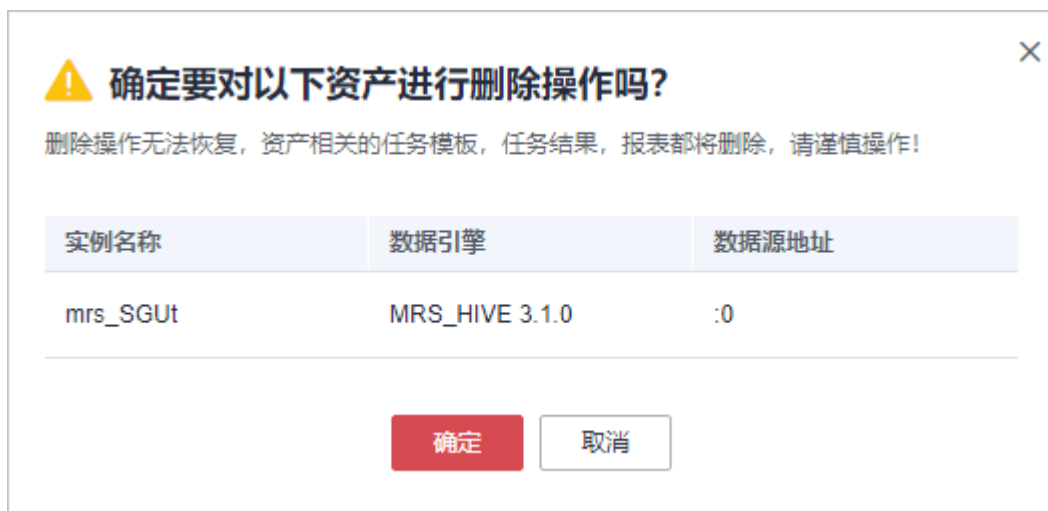 确定要对以下资产进行删除操作吗?
删除操作无法恢复，资产相关的任务模板，任务结果，报表都将删除，请谨慎操作!
实例名称 数据引擎 数据源地址
mrs_SGUt MRS_HIVE 3.1.0 :0
确定 取消